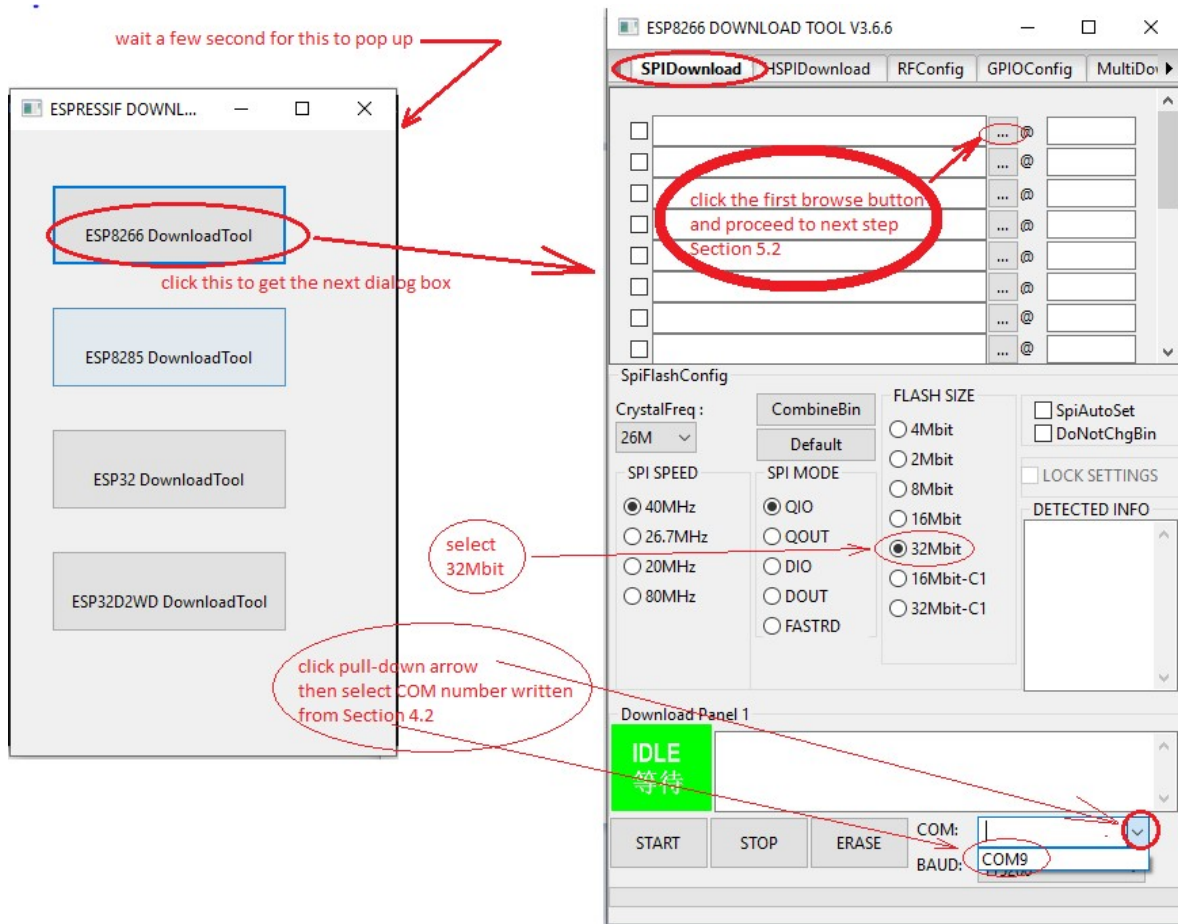 wait a few second for this to pop up
ESPRESSIF DOWNL...
ESP8266 DownloadTool
click this to get the next dialog box
ESP8285 DownloadTool
ESP32 DownloadTool
ESP32D2WD DownloadTool
ESP8266 DOWNLOAD TOOL V3.6.6
SPIDownload HSPIDownload RFConfig GPIOConfig
... @
... @
... @
... @
... @
... @
... @
... @
click the first browse button
and proceed to next step
Section 5.2
SpiFlashConfig
CrystalFreq :
26M
CombineBin
Default
SPI SPEED
40MHz
26.7MHz
20MHz
80MHz
SPI MODE
QIO
QOUT
DIO
DOUT
FASTRD
FLASH SIZE
4Mbit
2Mbit
8Mbit
16Mbit
32Mbit
16Mbit-C1
32Mbit-C1
SpiAutoSet
DoNotChgBin
LOCK SETTINGS
DETECTED INFO
select
32Mbit
click pull-down arrow
then select COM number written
from Section 4.2
Download Panel 1
IDLE
等待
START STOP ERASE
COM:
COM9
BAUD: